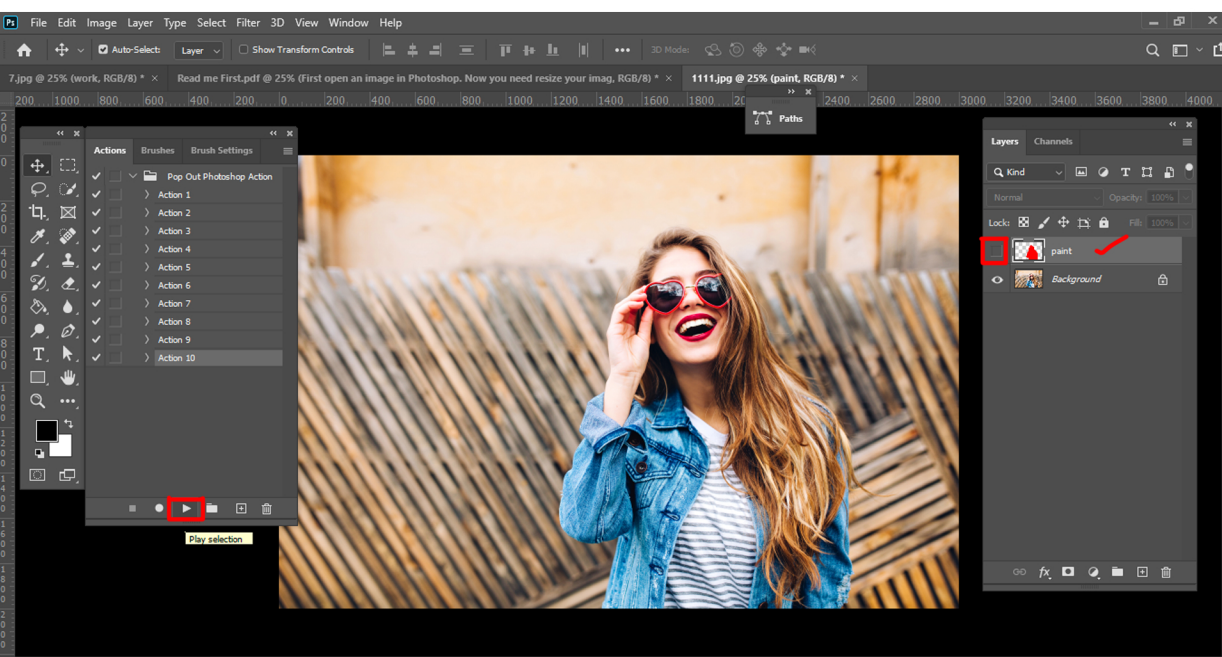 Ps File Edit Image Layer Type Select Filter 3D View Window Help
Auto-Select: Layer Show Transform Controls 3D Mode:
7.jpg @ 25% (work, RGB/8) * × Read me First.pdf @ 25% (First open an image in Photoshop. Now you need resize your imag, RGB/8) * × 1111.jpg @ 25% (paint, RGB/8) * ×
200 1000 800 600 400 200 0 200 400 600 800 1000 1200 1400 1600 1800 20 2400 2600 2800 3000 3200 3400 3600 3800 4000
Paths
Actions Brushes Brush Settings
Pop Out Photoshop Action
Action 1
Action 2
Action 3
Action 4
Action 5
Action 6
Action 7
Action 8
Action 9
Action 10
Play selection
Layers Channels
Kind
Normal Opacity: 100%
Lock: Fill: 100%
paint
Background
fx